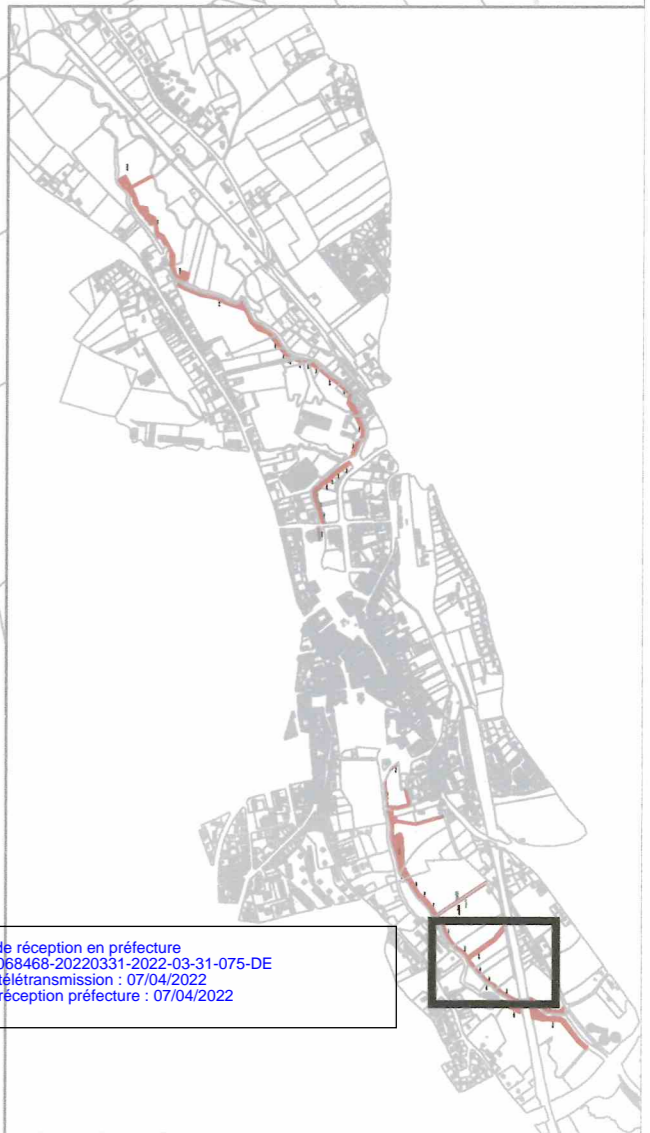 de réception en préfecture
068468-20220331-2022-03-31-075-DE
télétransmission : 07/04/2022
réception préfecture : 07/04/2022